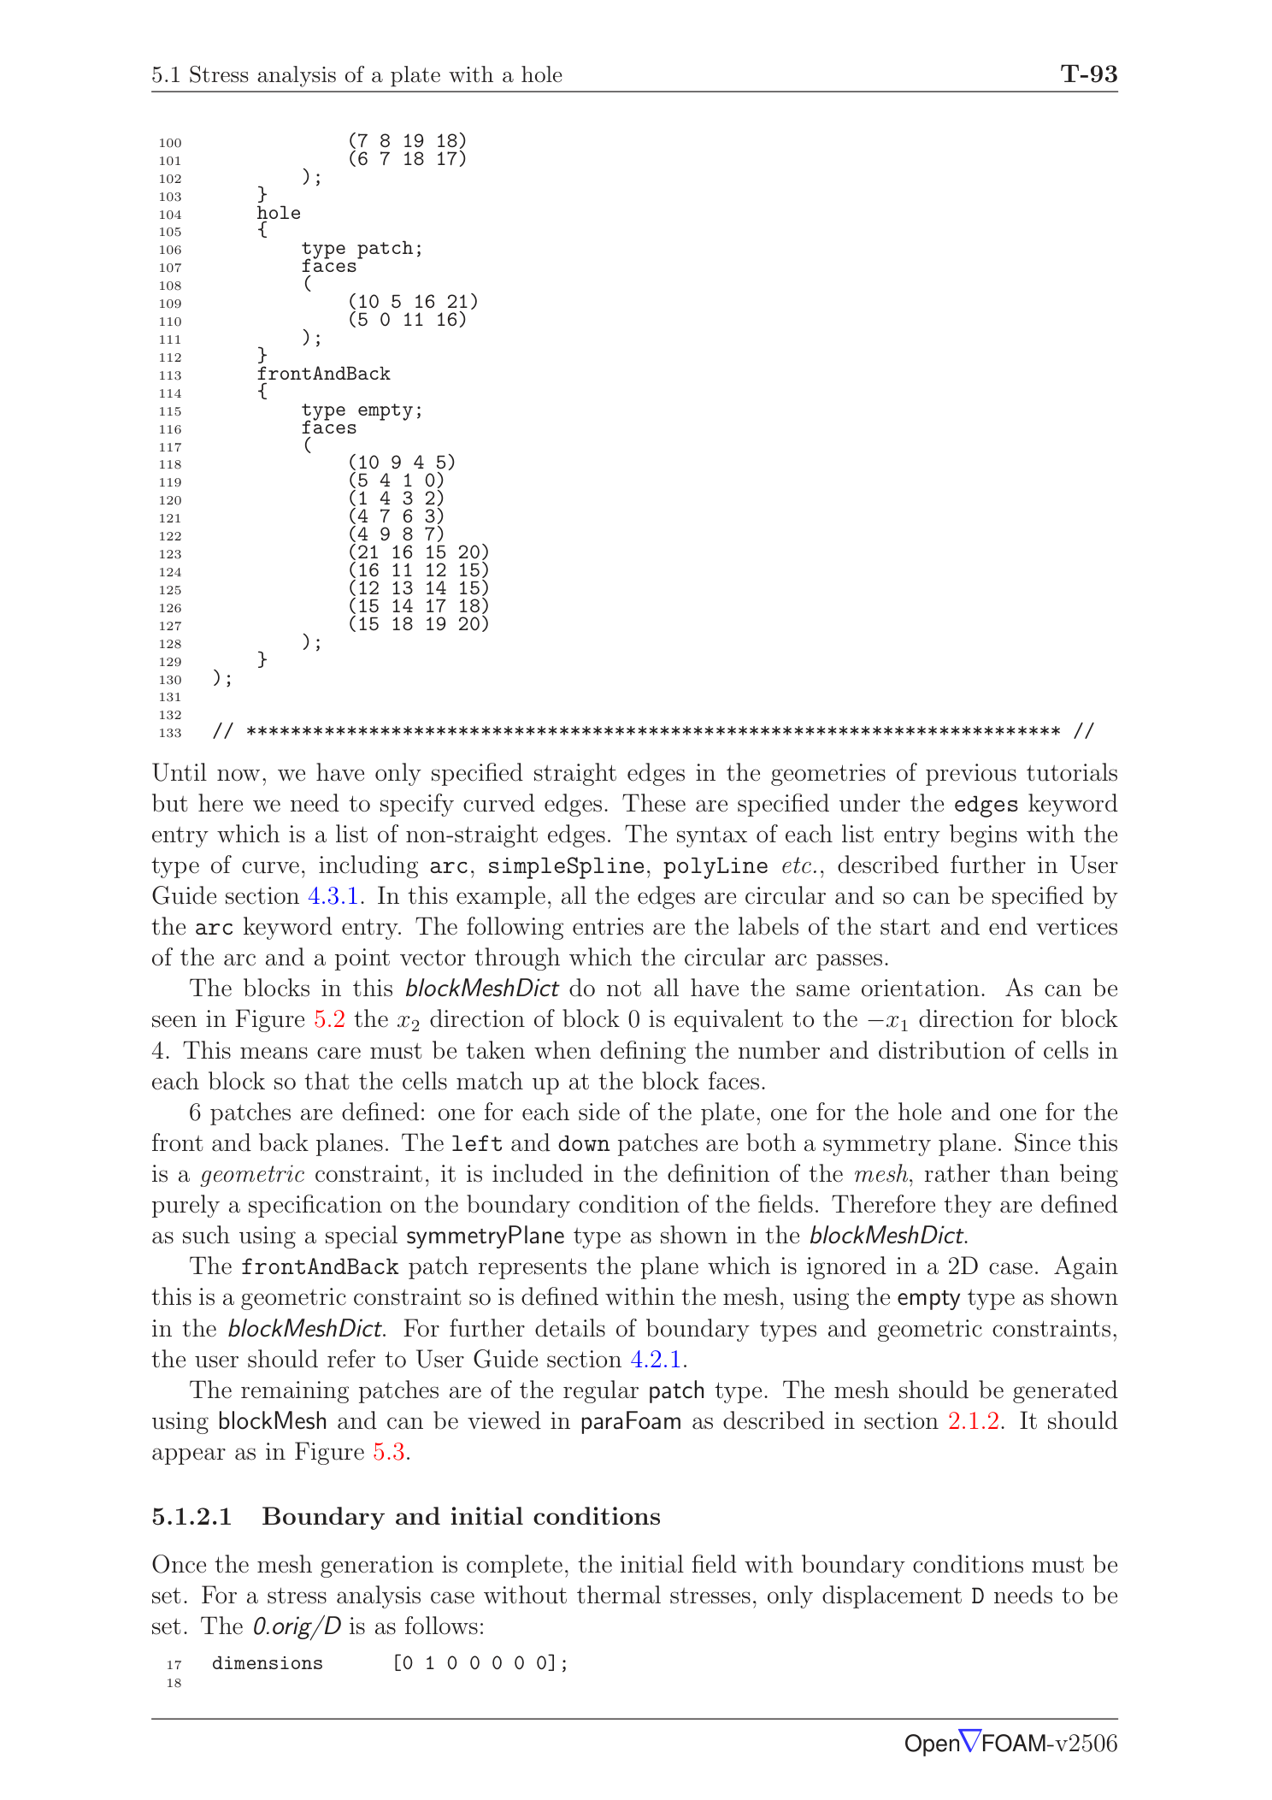 5.1 Stress analysis of a plate with a hole T-93
100 (7 8 19 18)
101 (6 7 18 17)
102 );
103 }
104 hole
105 {
106 type patch;
107 faces
108 (
109 (10 5 16 21)
110 (5 0 11 16)
111 );
112 }
113 frontAndBack
114 {
115 type empty;
116 faces
117 (
118 (10 9 4 5)
119 (5 4 1 0)
120 (1 4 3 2)
121 (4 7 6 3)
122 (4 9 8 7)
123 (21 16 15 20)
124 (16 11 12 15)
125 (12 13 14 15)
126 (15 14 17 18)
127 (15 18 19 20)
128 );
129 }
130 );
131
132
133 // ************************************************************************* //
Until now, we have only specified straight edges in the geometries of previous tutorials
but here we need to specify curved edges. These are specified under the edges keyword
entry which is a list of non-straight edges. The syntax of each list entry begins with the
type of curve, including arc, simpleSpline, polyLine etc., described further in User
Guide section 4.3.1. In this example, all the edges are circular and so can be specified by
the arc keyword entry. The following entries are the labels of the start and end vertices
of the arc and a point vector through which the circular arc passes.
The blocks in this blockMeshDict do not all have the same orientation. As can be
seen in Figure 5.2 the x₂ direction of block 0 is equivalent to the −x₁ direction for block
4. This means care must be taken when defining the number and distribution of cells in
each block so that the cells match up at the block faces.
6 patches are defined: one for each side of the plate, one for the hole and one for the
front and back planes. The left and down patches are both a symmetry plane. Since this
is a geometric constraint, it is included in the definition of the mesh, rather than being
purely a specification on the boundary condition of the fields. Therefore they are defined
as such using a special symmetryPlane type as shown in the blockMeshDict.
The frontAndBack patch represents the plane which is ignored in a 2D case. Again
this is a geometric constraint so is defined within the mesh, using the empty type as shown
in the blockMeshDict. For further details of boundary types and geometric constraints,
the user should refer to User Guide section 4.2.1.
The remaining patches are of the regular patch type. The mesh should be generated
using blockMesh and can be viewed in paraFoam as described in section 2.1.2. It should
appear as in Figure 5.3.
5.1.2.1 Boundary and initial conditions
Once the mesh generation is complete, the initial field with boundary conditions must be
set. For a stress analysis case without thermal stresses, only displacement D needs to be
set. The 0.orig/D is as follows:
17 dimensions [0 1 0 0 0 0 0];
18
Open▽FOAM-v2506